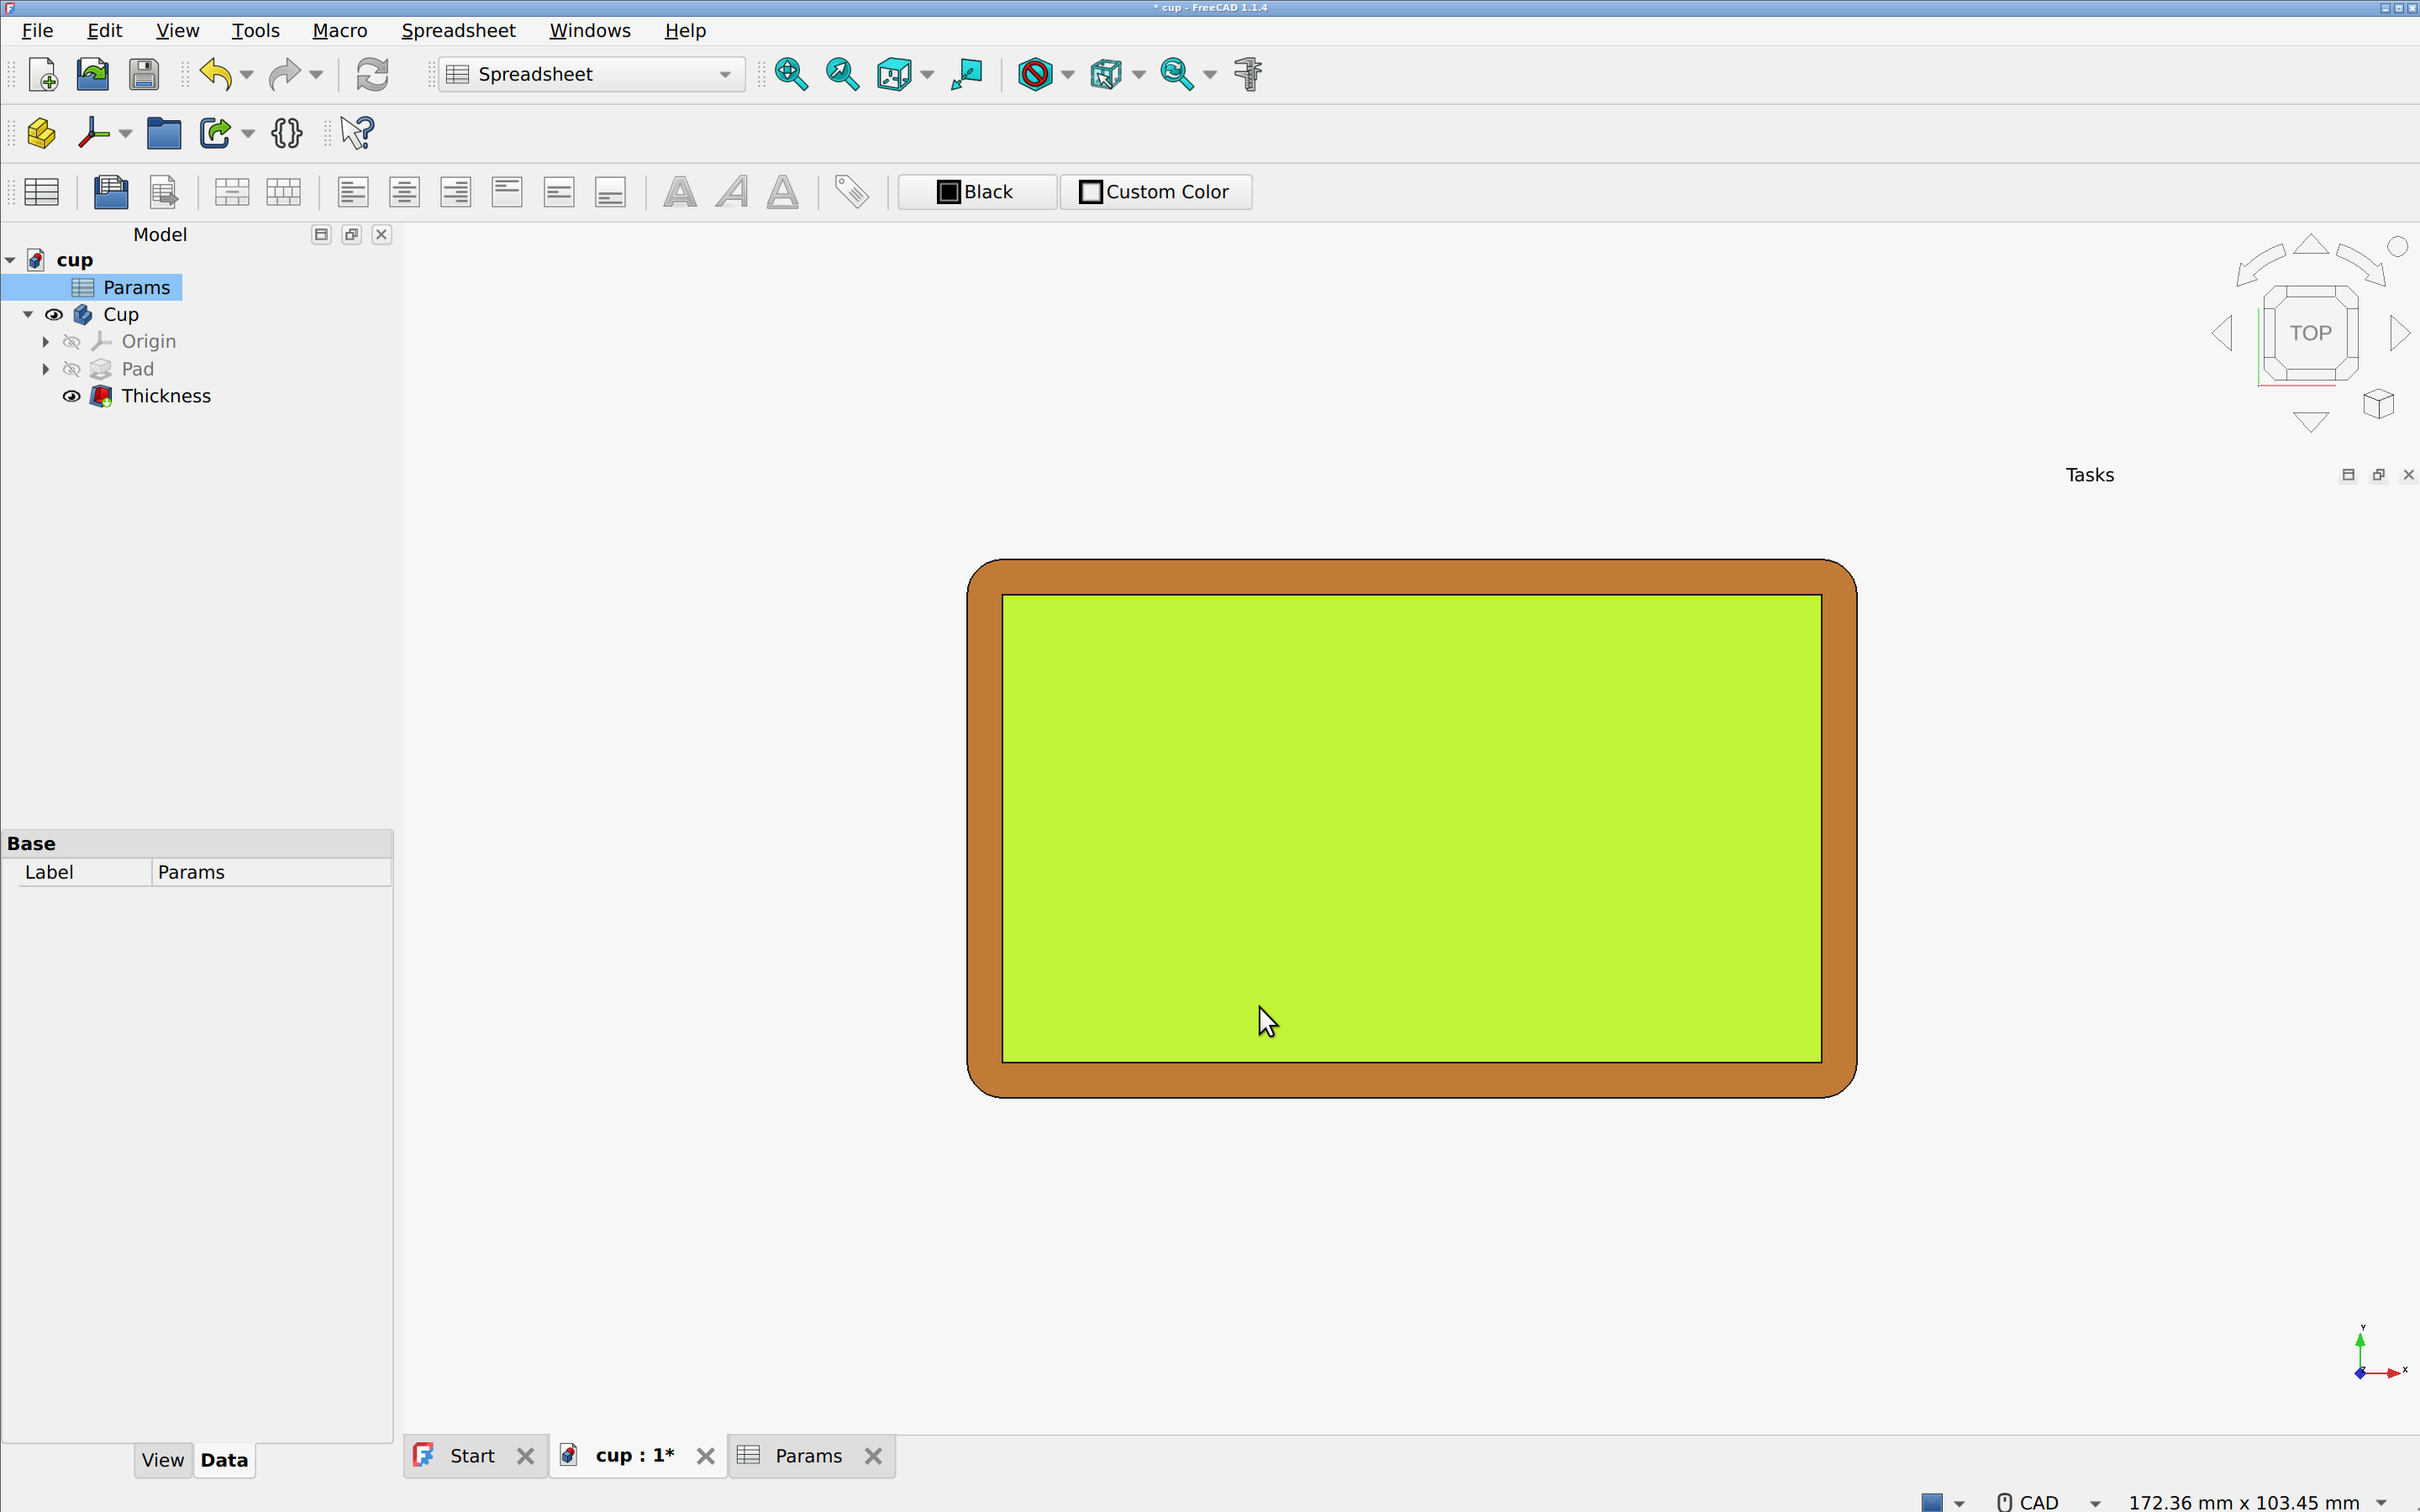 * cup - FreeCAD 1.1.4
File Edit View Tools Macro Spreadsheet Windows Help
Spreadsheet
Black Custom Color
Model
cup
Params
Cup
Origin
Pad
Thickness
TOP
Tasks
Base
Label Params
Y
X
View Data
Start cup : 1* Params
CAD 172.36 mm x 103.45 mm